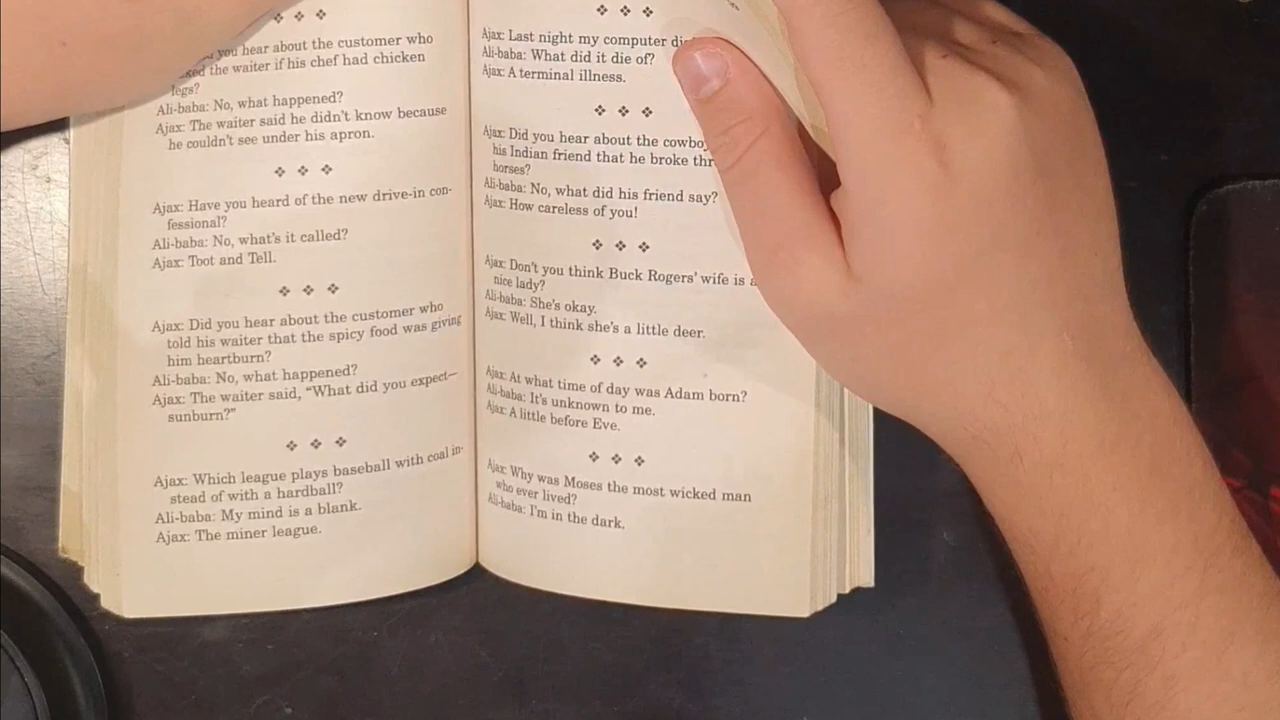 you hear about the customer who
the waiter if his chef had chicken
legs?
Ali-baba: No, what happened?
Ajax: The waiter said he didn't know because
he couldn't see under his apron.
Ajax: Have you heard of the new drive-in con-
fessional?
Ali-baba: No, what's it called?
Ajax: Toot and Tell.
Ajax: Did you hear about the customer who
told his waiter that the spicy food was giving
him heartburn?
Ali-baba: No, what happened?
Ajax: The waiter said, "What did you expect—
sunburn?"
Ajax: Which league plays baseball with coal in-
stead of with a hardball?
Ali-baba: My mind is a blank.
Ajax: The miner league.
Ajax: Last night my computer
Ali-baba: What did it die of?
Ajax: A terminal illness.
Ajax: Did you hear about the
his Indian friend that he broke
horses?
Ali-baba: No, what did his friend say?
Ajax: How careless of you!
Ajax: Don't you think Buck Rogers' wife is a
nice lady?
Ali-baba: She's okay.
Ajax: Well, I think she's a little deer.
Ajax: At what time of day was Adam born?
Ali-baba: It's unknown to me.
Ajax: A little before Eve.
Ajax: Why was Moses the most wicked man
who ever lived?
Ali-baba: I'm in the dark.